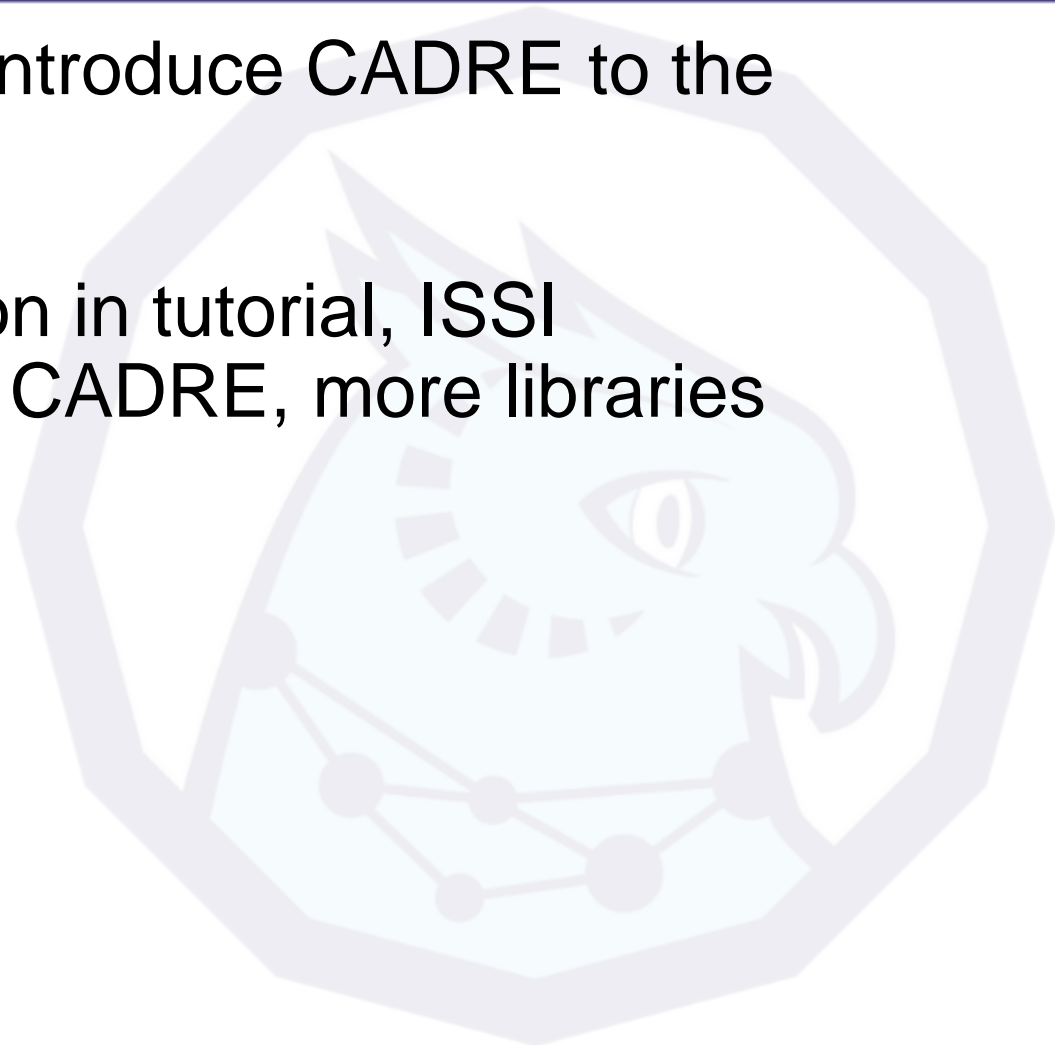 ntroduce CADRE to the
on in tutorial, ISSI
CADRE, more libraries